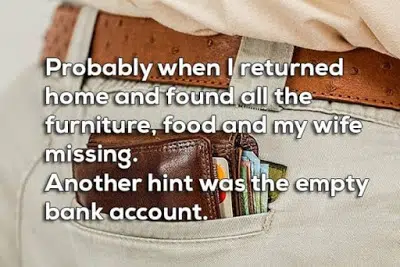 Probably when I returned
home and found all the
furniture, food and my wife
missing.
Another hint was the empty
bank account.